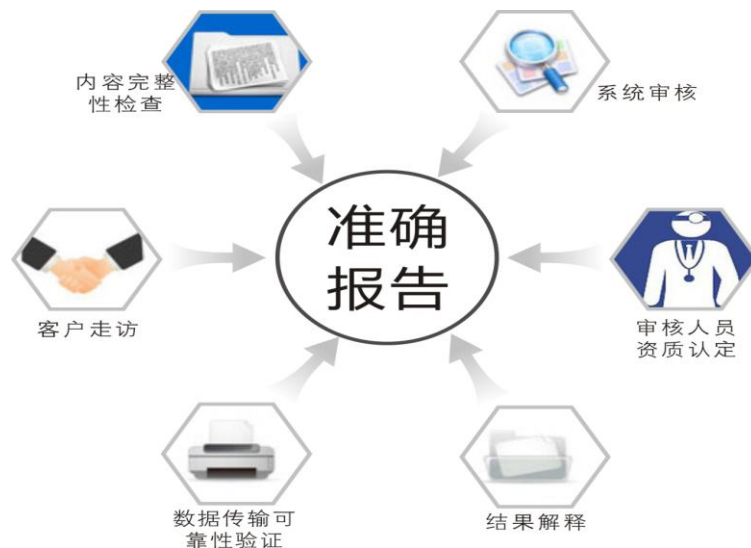 内容完整
性检查
系统审核
准确
报告
客户走访
审核人员
资质认定
数据传输可
靠性验证
结果解释